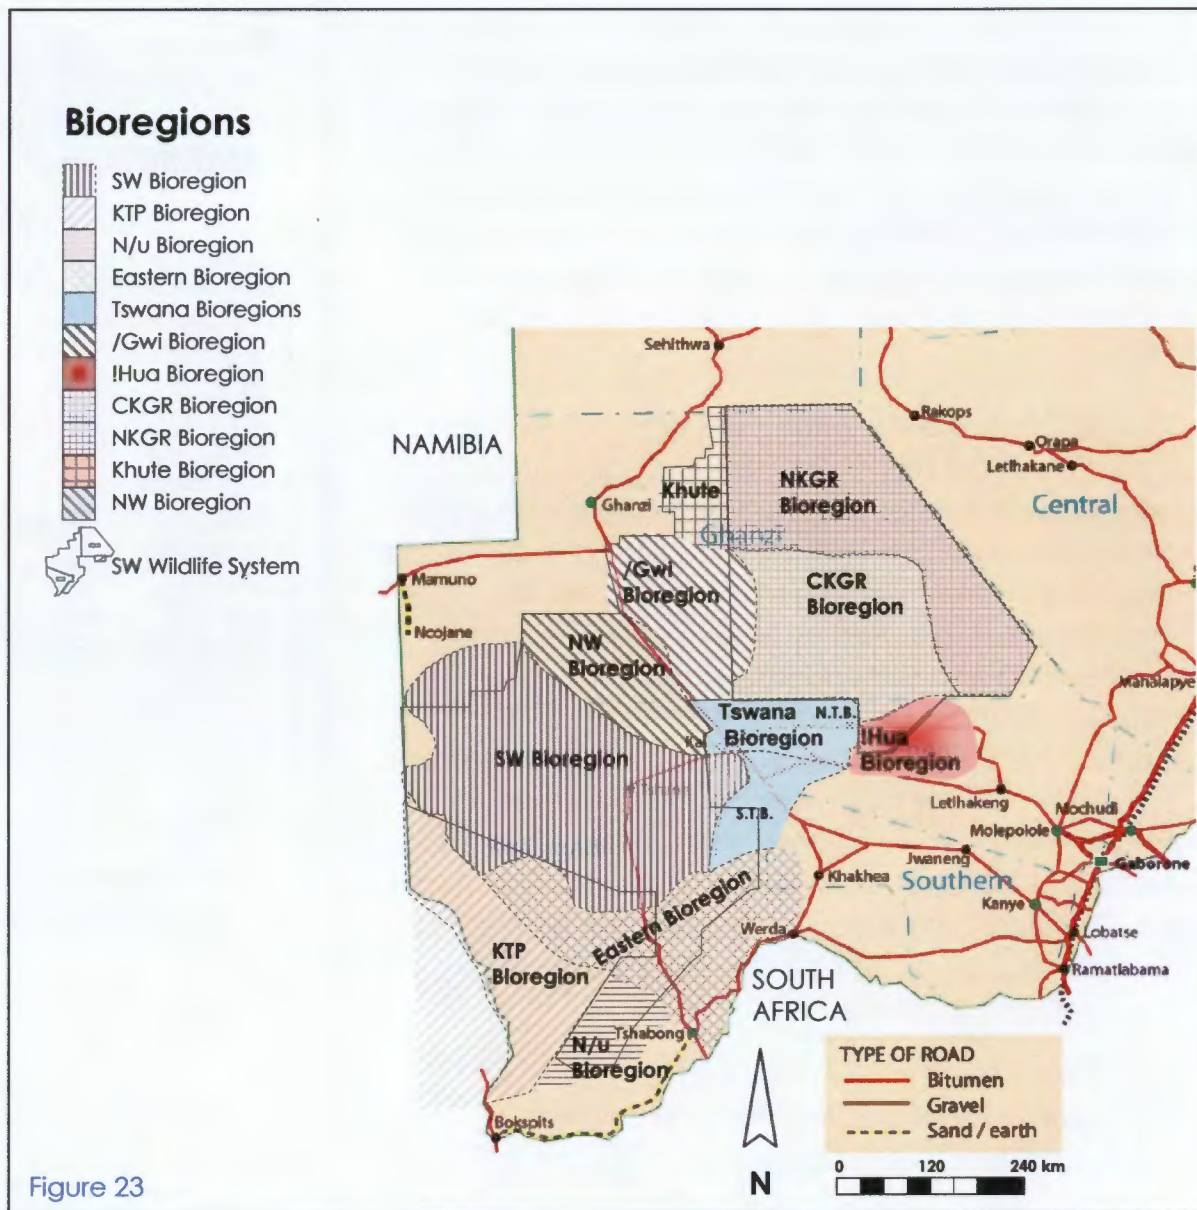 Bioregions
SW Bioregion
KTP Bioregion
N/u Bioregion
Eastern Bioregion
Tswana Bioregions
/Gwi Bioregion
!Hua Bioregion
CKGR Bioregion
NKGR Bioregion
Khute Bioregion
NW Bioregion
SW Wildlife System
Sehithwa
NAMIBIA
Rakops
Orapa
Letlhakane
Khute
NKGR
Bioregion
Ghanzi
Central
Ghanzi
/Gwi
Bioregion
CKGR
Bioregion
Mamuno
Ncojane
NW
Bioregion
Mahalapye
Tswana
Bioregion
N.T.B.
!Hua
Bioregion
SW Bioregion
Letlhakeng
Mochudi
S.T.B.
Molepolole
Jwaneng
Gaborone
Khakhea
Southern
Kanye
Eastern Bioregion
Werda
Lobatse
KTP
Bioregion
Ramatlabama
SOUTH
AFRICA
Tshabong
N/u
Bioregion
Bokspits
TYPE OF ROAD
Bitumen
Gravel
Sand / earth
N
0 120 240 km
Figure 23